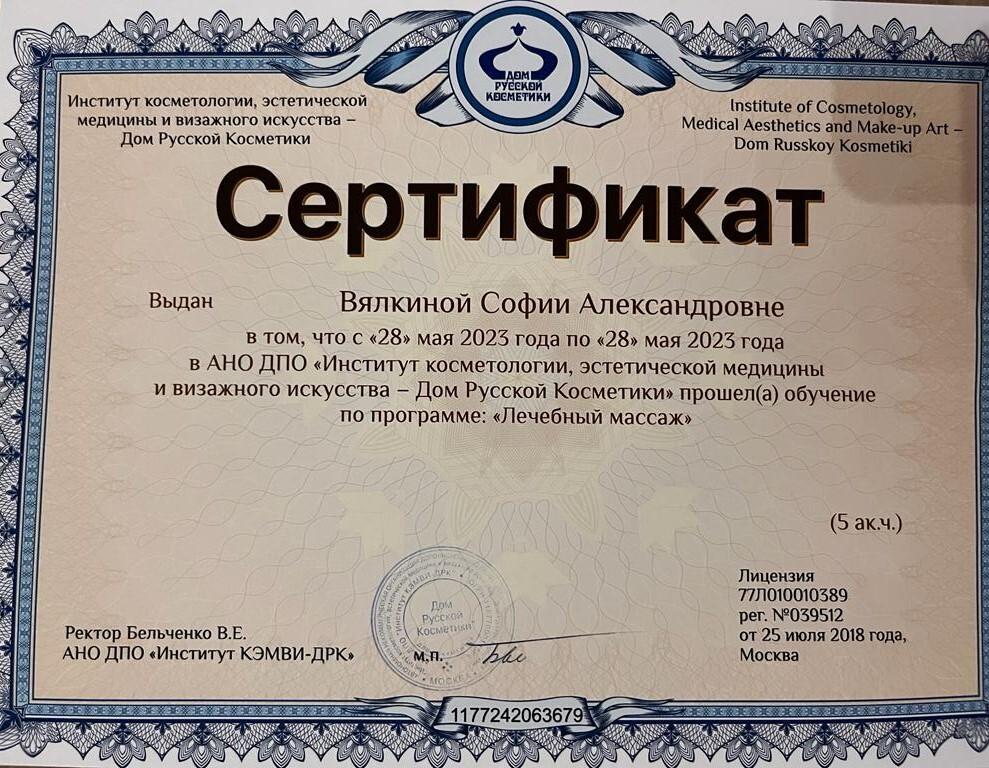 ДОМ
РУССКОЙ
КОСМЕТИКИ
Институт косметологии, эстетической
медицины и визажного искусства –
Дом Русской Косметики
Institute of Cosmetology,
Medical Aesthetics and Make-up Art –
Dom Russkoy Kosmetiki
Сертификат
Выдан Вялкиной Софии Александровне
в том, что с «28» мая 2023 года по «28» мая 2023 года
в АНО ДПО «Институт косметологии, эстетической медицины
и визажного искусства – Дом Русской Косметики» прошел(а) обучение
по программе: «Лечебный массаж»
(5 ак.ч.)
Лицензия
77Л010010389
рег. №039512
от 25 июля 2018 года,
Москва
Ректор Бельченко В.Е.
АНО ДПО «Институт КЭМВИ-ДРК»
м.п.
Дом
Русской
Косметики
МОСКВА
1177242063679